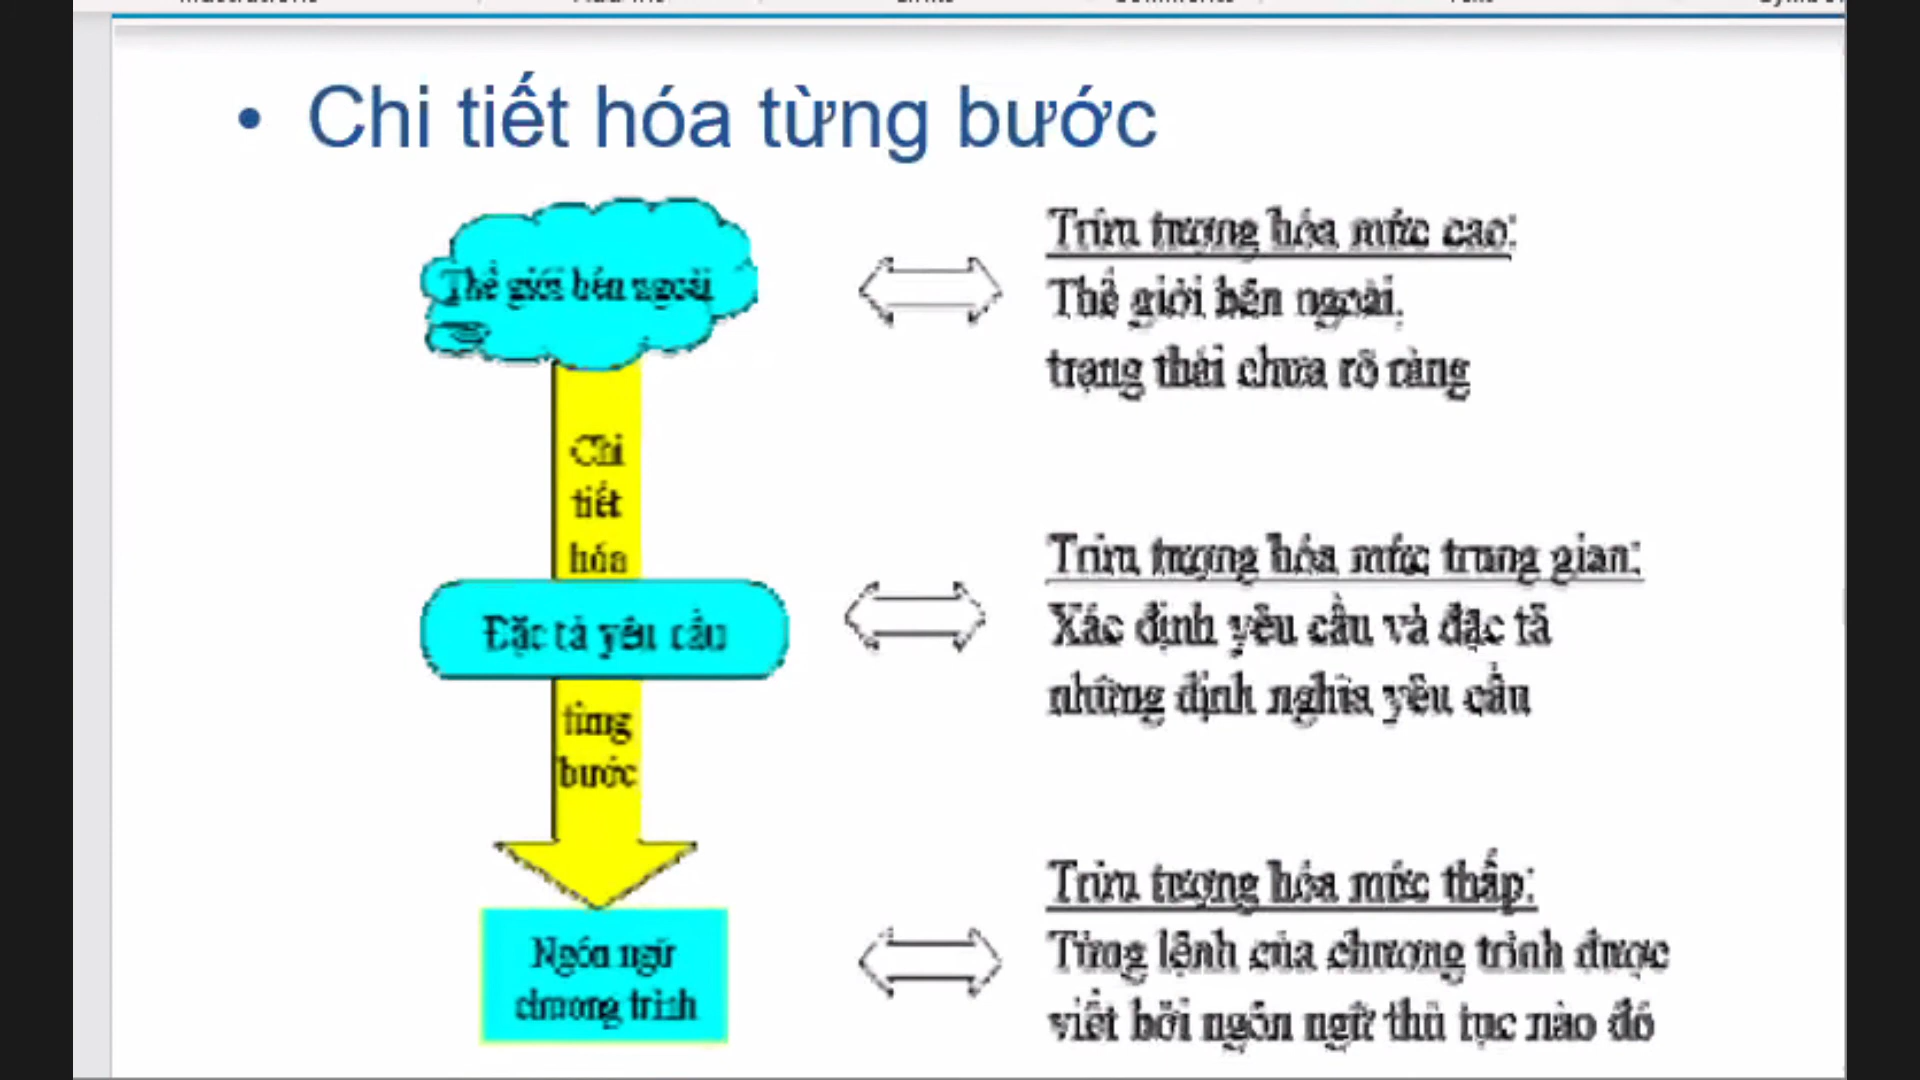 • Chi tiết hóa từng bước
Thế giới bên ngoài
Trừu tượng hóa mức cao:
Thế giới bên ngoài,
trạng thái chưa rõ ràng
Chi
tiết
hóa
Đặc tả yêu cầu
Trừu tượng hóa mức trung gian:
Xác định yêu cầu và đặc tả
những định nghĩa yêu cầu
từng
bước
Ngôn ngữ
chương trình
Trừu tượng hóa mức thấp:
Từng lệnh của chương trình được
viết bởi ngôn ngữ thủ tục nào đó